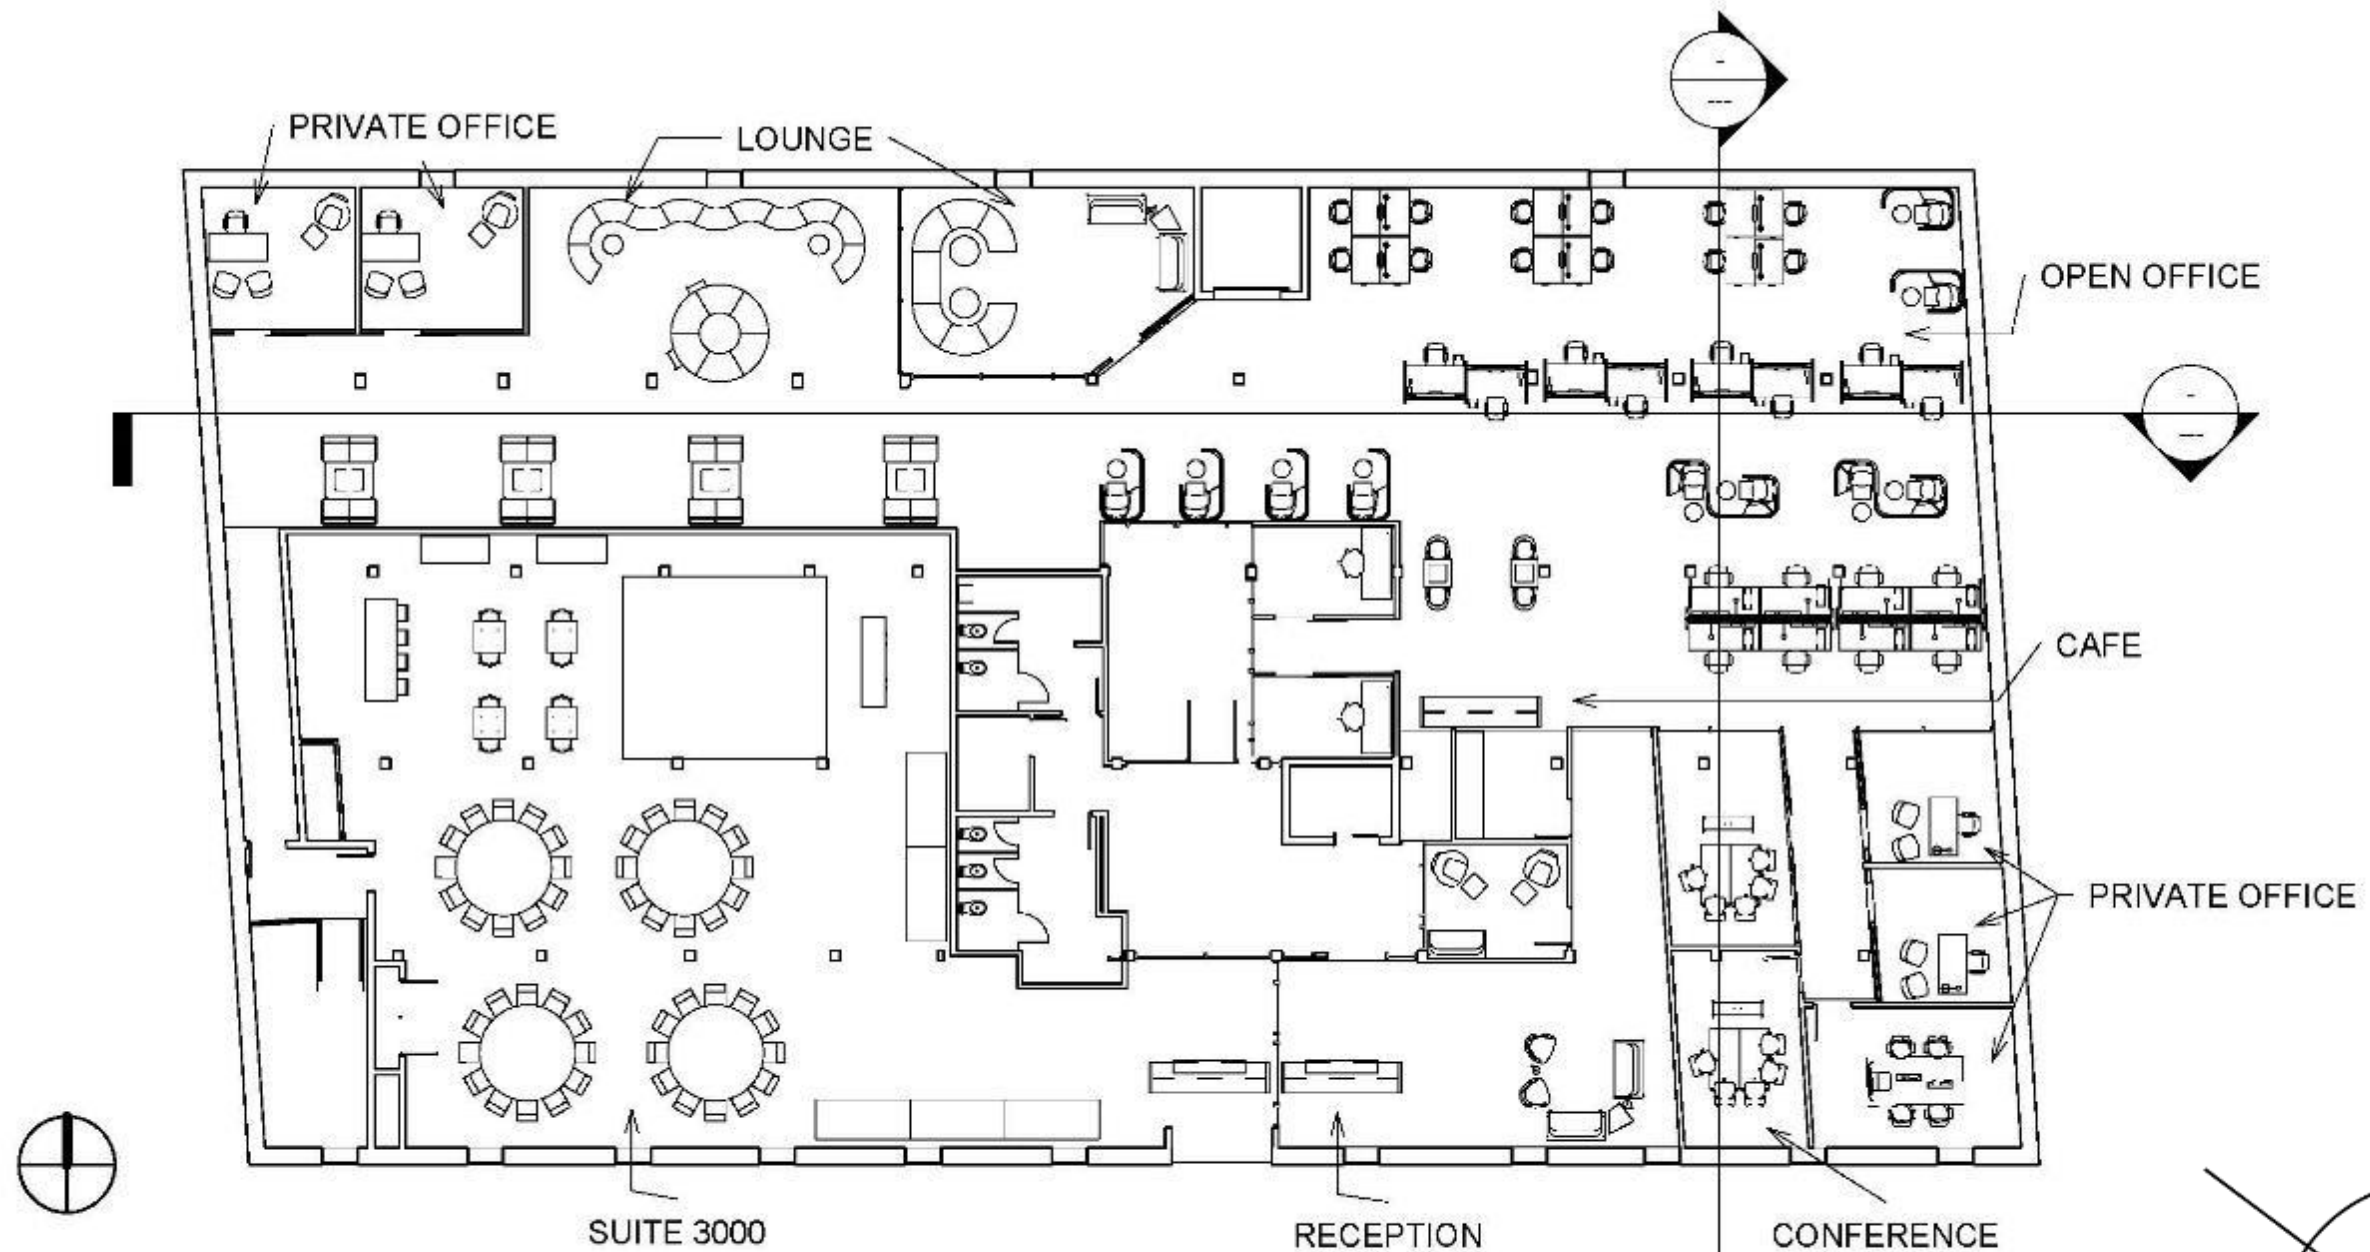 PRIVATE OFFICE
LOUNGE
OPEN OFFICE
CAFE
PRIVATE OFFICE
SUITE 3000
RECEPTION
CONFERENCE